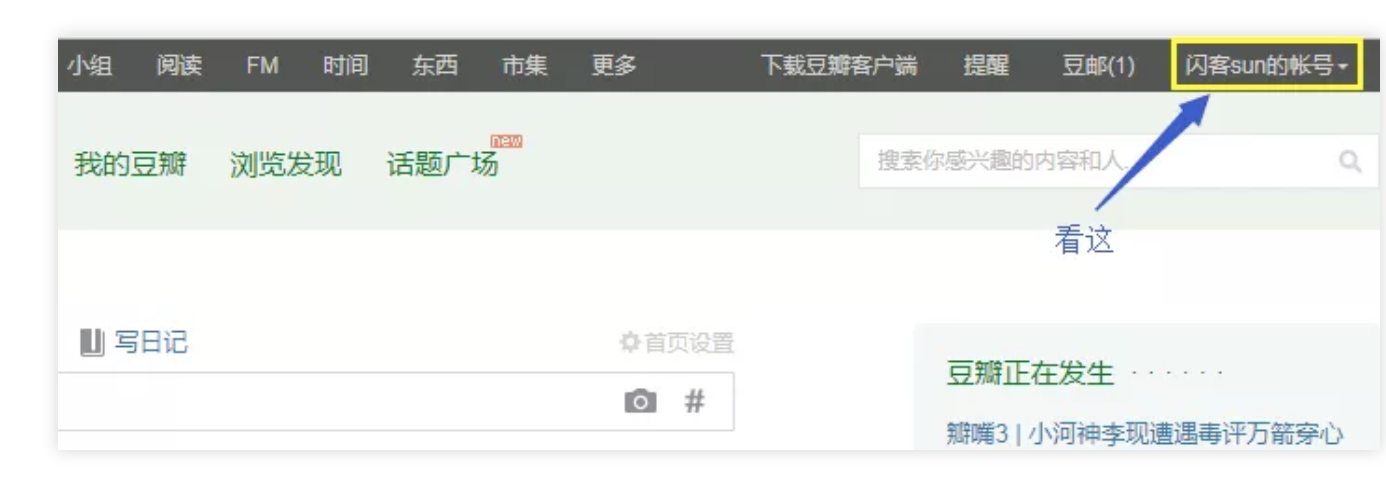 小组 阅读 FM 时间 东西 市集 更多 下载豆瓣客户端 提醒 豆邮(1) 闪客sun的帐号
我的豆瓣 浏览发现 话题广场 new 搜索你感兴趣的内容和人...
看这
写日记 首页设置
#
豆瓣正在发生 · · · · · ·
瓣嘴3 | 小河神李现遭遇毒评万箭穿心